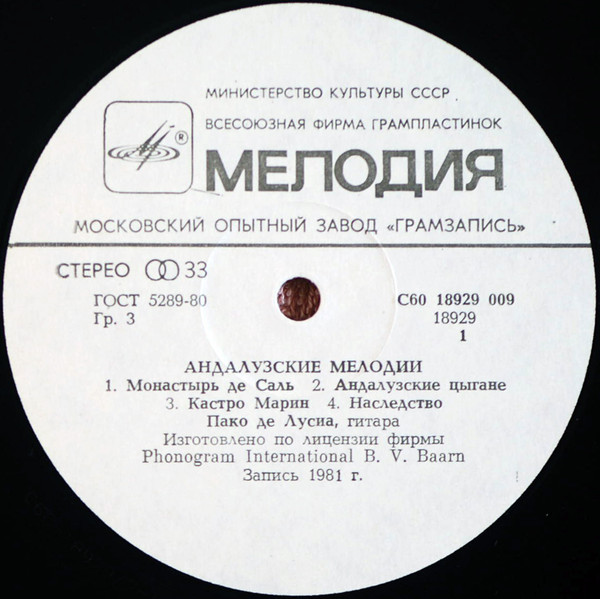 МИНИСТЕРСТВО КУЛЬТУРЫ СССР
ВСЕСОЮЗНАЯ ФИРМА ГРАМПЛАСТИНОК
®
МЕЛОДИЯ
МОСКОВСКИЙ ОПЫТНЫЙ ЗАВОД «ГРАМЗАПИСЬ»
СТЕРЕО 33
ГОСТ 5289-80
Гр. 3
С60 18929 009
18929
1
АНДАЛУЗСКИЕ МЕЛОДИИ
1. Монастырь де Саль 2. Андалузские цыгане
3. Кастро Марин 4. Наследство
Пако де Лусиа, гитара
Изготовлено по лицензии фирмы
Phonogram International B. V. Baarn
Запись 1981 г.